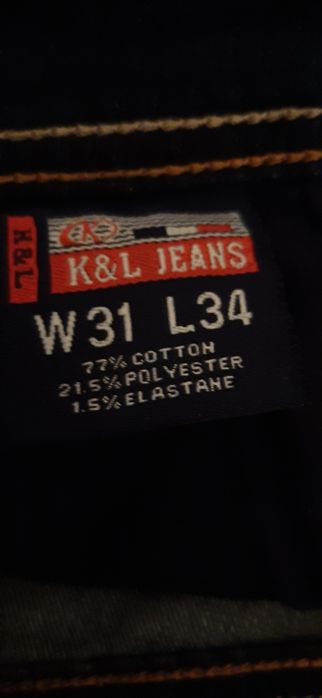 K&L
K&L JEANS
W31 L34
77% COTTON
21.5% POLYESTER
1.5% ELASTANE